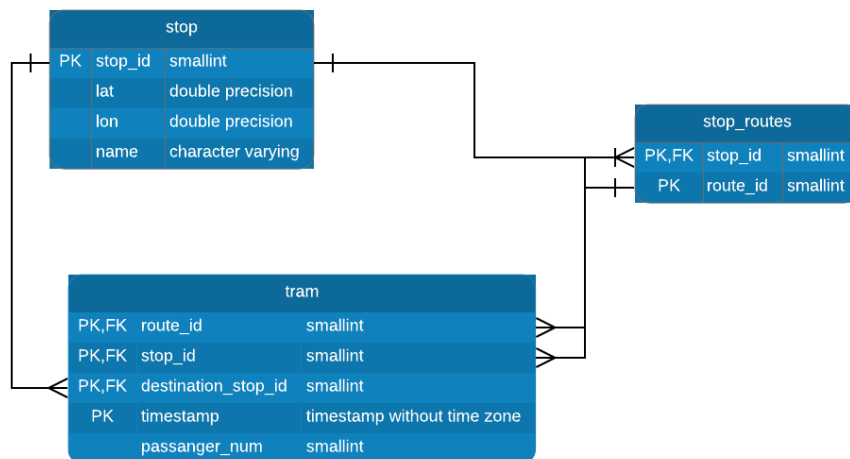 stop
PK stop_id smallint
lat double precision
lon double precision
name character varying
stop_routes
PK,FK stop_id smallint
PK route_id smallint
tram
PK,FK route_id smallint
PK,FK stop_id smallint
PK,FK destination_stop_id smallint
PK timestamp timestamp without time zone
passanger_num smallint